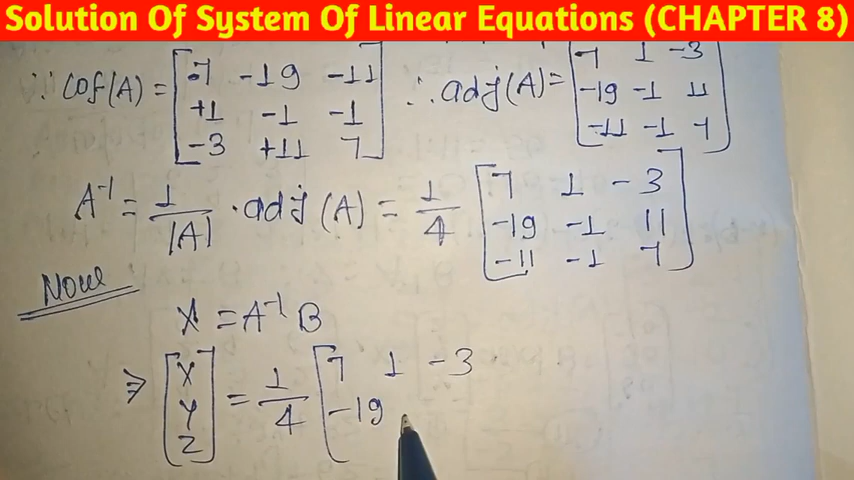 Solution Of System Of Linear Equations (CHAPTER 8)
∵ cof(A) = [7 -19 -11
+1 -1 -1
-3 +11 7]
∴ adj(A) = [7 1 -3
-19 -1 11
-11 -1 7]
A⁻¹ = 1/|A| · adj(A) = 1/4 [7 1 -3
-19 -1 11
-11 -1 7]
Now
X = A⁻¹ B
⇒ [X
Y
Z] = 1/4 [7 1 -3
-19